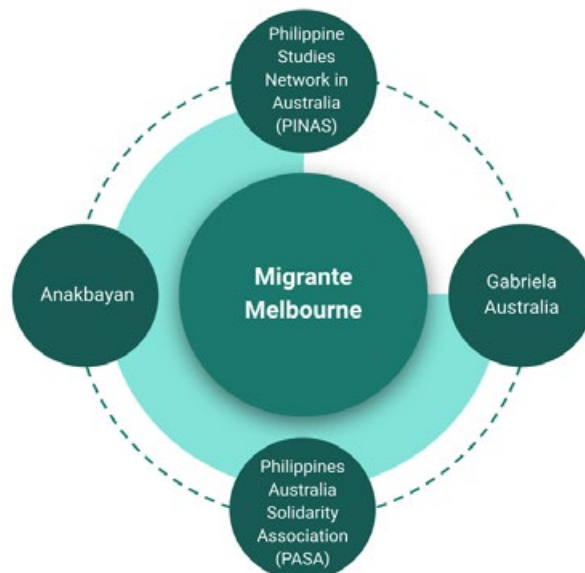 Philippine
Studies
Network in
Australia
(PINAS)
Anakbayan
Migrante
Melbourne
Gabriela
Australia
Philippines
Australia
Solidarity
Association
(PASA)